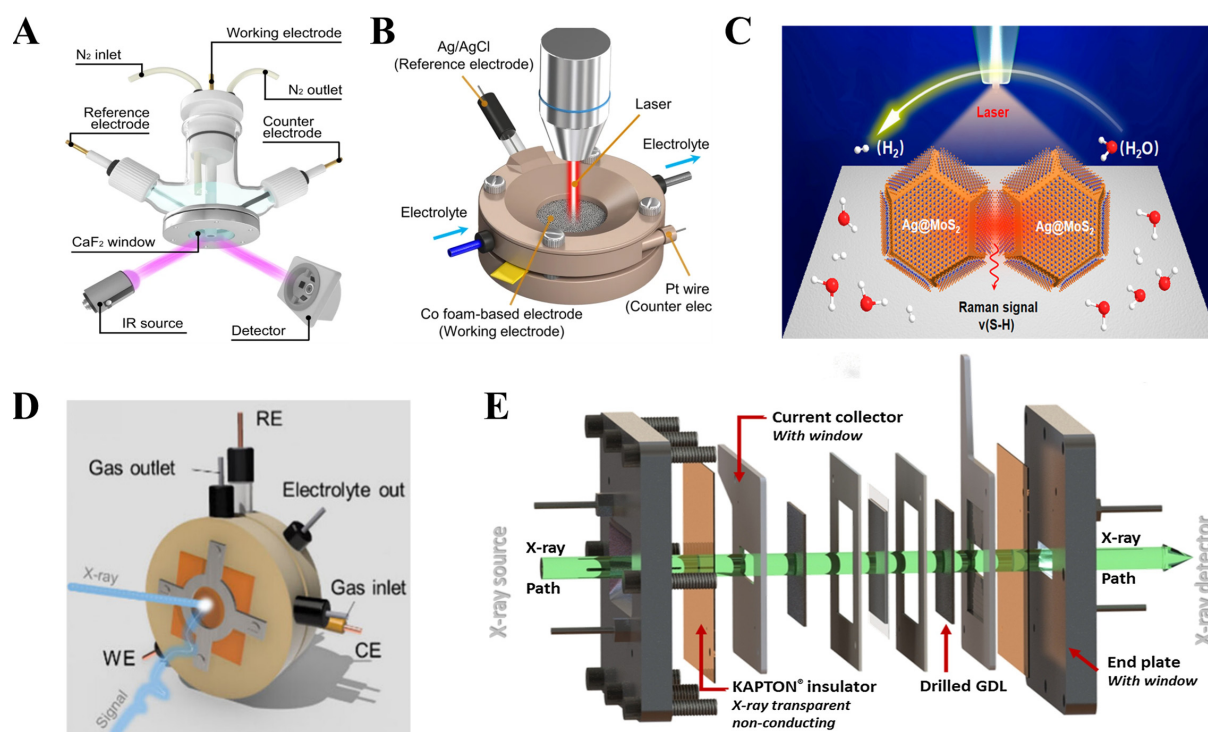 A
Working electrode
N₂ inlet
N₂ outlet
Reference
electrode
Counter
electrode
CaF₂ window
IR source
Detector
B
Ag/AgCl
(Reference electrode)
Laser
Electrolyte
Electrolyte
Pt wire
(Counter elec
Co foam-based electrode
(Working electrode)
C
Laser
(H₂)
(H₂O)
Ag@MoS₂
Ag@MoS₂
Raman signal
ν(S-H)
D
RE
Gas outlet
Electrolyte out
X-ray
Gas inlet
WE
CE
Signal
E
Current collector
With window
X-ray source
X-ray
Path
X-ray
Path
X-ray detector
KAPTON® insulator
X-ray transparent
non-conducting
Drilled GDL
End plate
With window